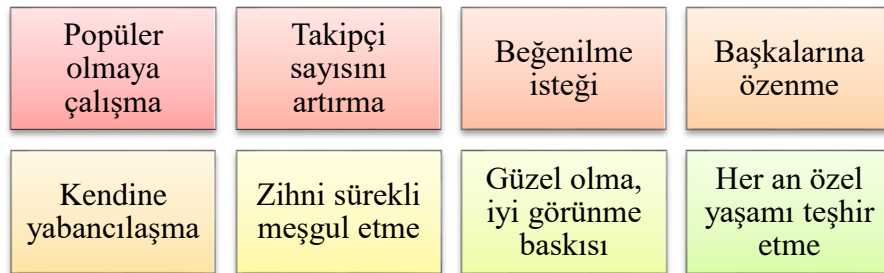 Popüler
olmaya
çalışma
Takipçi
sayısını
artırma
Beğenilme
isteği
Başkalarına
özenme
Kendine
yabancılaşma
Zihni sürekli
meşgul etme
Güzel olma,
iyi görünme
baskısı
Her an özel
yaşamı teşhir
etme